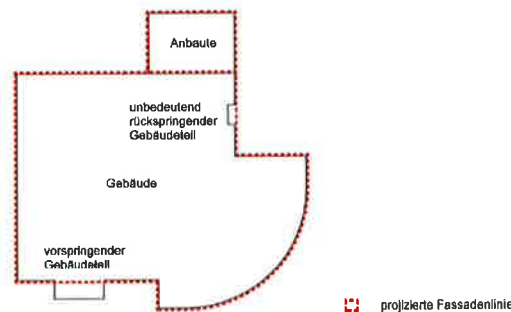 Anbaute
unbedeutend
rückspringender
Gebäudeteil
Gebäude
vorspringender
Gebäudeteil
projizierte Fassadenlinie